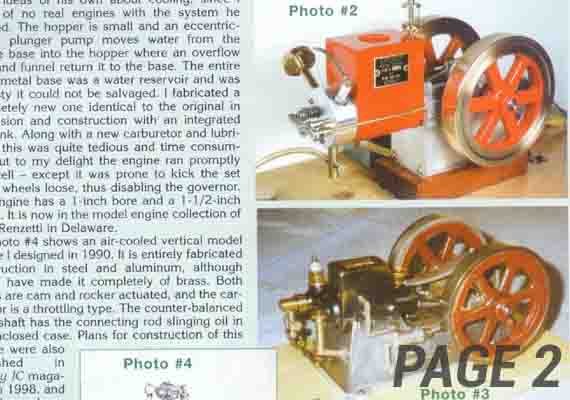 ideas of his own about cooling, since I
of no real engines with the system he
ed. The hopper is small and an eccentric-
plunger pump moves water from the
e base into the hopper where an overflow
and funnel return it to the base. The entire
metal base was a water reservoir and was
sty it could not be salvaged. I fabricated a
letely new one identical to the original in
nsion and construction with an integrated
nk. Along with a new carburetor and lubri-
this was quite tedious and time consum-
ut to my delight the engine ran promptly
ell – except it was prone to kick the set
wheels loose, thus disabling the governor.
ngine has a 1-inch bore and a 1-1/2-inch
. It is now in the model engine collection of
Renzetti in Delaware.
hoto #4 shows an air-cooled vertical model
e I designed in 1990. It is entirely fabricated
ruction in steel and aluminum, although
have made it completely of brass. Both
s are cam and rocker actuated, and the car-
or is a throttling type. The counter-balanced
shaft has the connecting rod slinging oil in
nclosed case. Plans for construction of this
e were also
shed in
y IC maga-
1998, and
Photo #2
Photo #4
Photo #3
PAGE 2